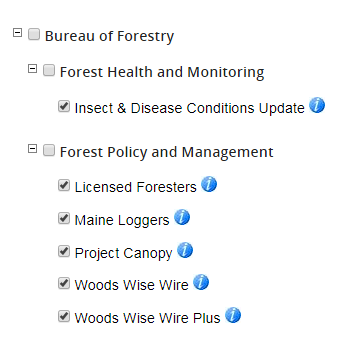 Bureau of Forestry
Forest Health and Monitoring
Insect & Disease Conditions Update
Forest Policy and Management
Licensed Foresters
Maine Loggers
Project Canopy
Woods Wise Wire
Woods Wise Wire Plus